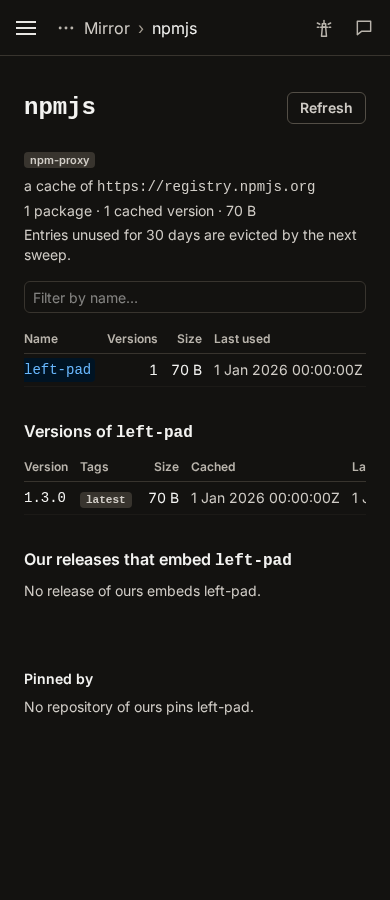 ··· Mirror › npmjs
npmjs
Refresh
npm-proxy
a cache of https://registry.npmjs.org
1 package · 1 cached version · 70 B
Entries unused for 30 days are evicted by the next
sweep.
Filter by name...
Name Versions Size Last used
left-pad 1 70 B 1 Jan 2026 00:00:00Z
Versions of left-pad
Version Tags Size Cached La
1.3.0 latest 70 B 1 Jan 2026 00:00:00Z 1
Our releases that embed left-pad
No release of ours embeds left-pad.
Pinned by
No repository of ours pins left-pad.